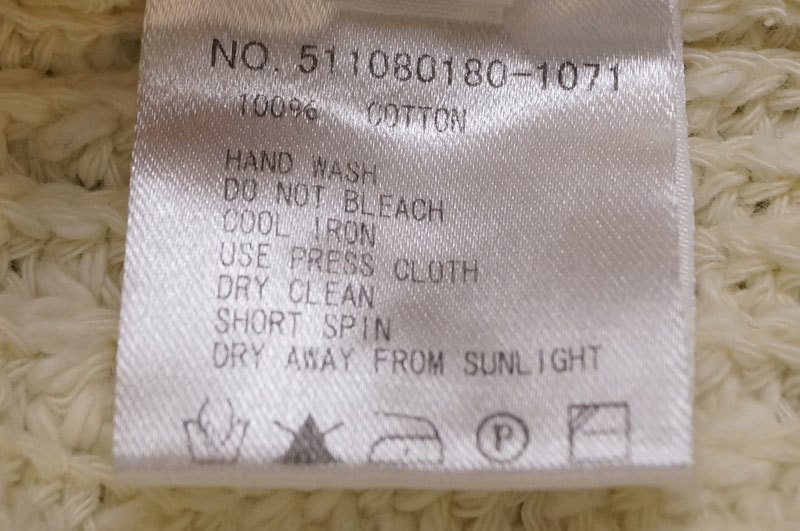 NO. 511080180-1071
100% COTTON
HAND WASH
DO NOT BLEACH
COOL IRON
USE PRESS CLOTH
DRY CLEAN
SHORT SPIN
DRY AWAY FROM SUNLIGHT
P